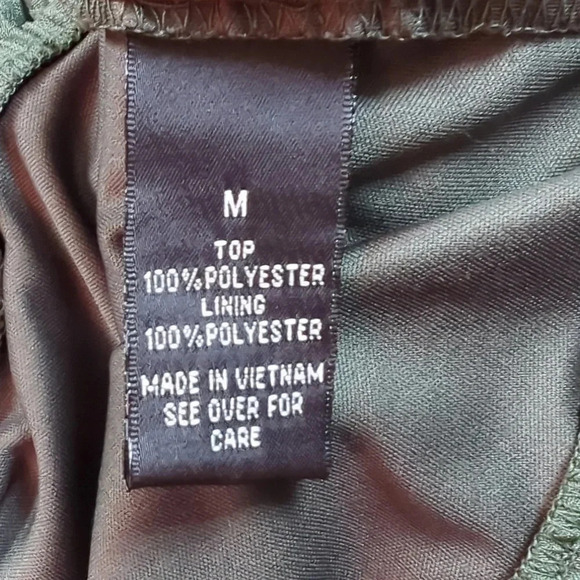 M
TOP
100%POLYESTER
LINING
100%POLYESTER
MADE IN VIETNAM
SEE OVER FOR
CARE